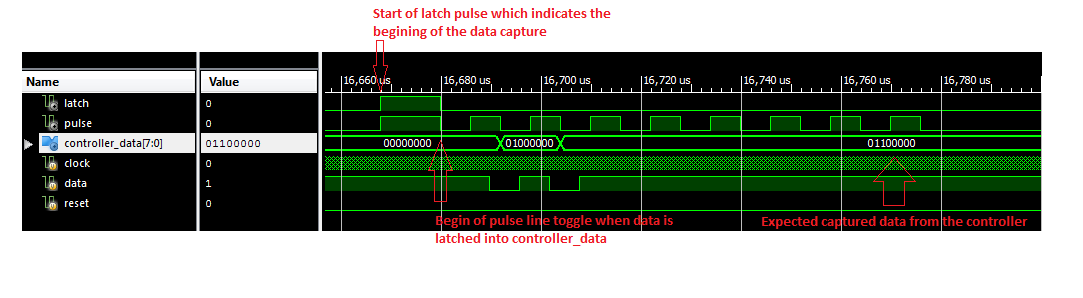 Start of latch pulse which indicates the
begining of the data capture
Name Value 16,660 us 16,680 us 16,700 us 16,720 us 16,740 us 16,760 us 16,780 us
latch 0
pulse 0
controller_data[7:0] 01100000 00000000 01000000 01100000
clock 0
data 1
reset 0
Begin of pulse line toggle when data is
latched into controller_data
Expected captured data from the controller